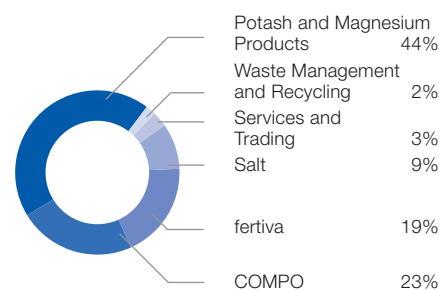 Potash and Magnesium
Products 44%
Waste Management
and Recycling 2%
Services and
Trading 3%
Salt 9%
fertiva 19%
COMPO 23%